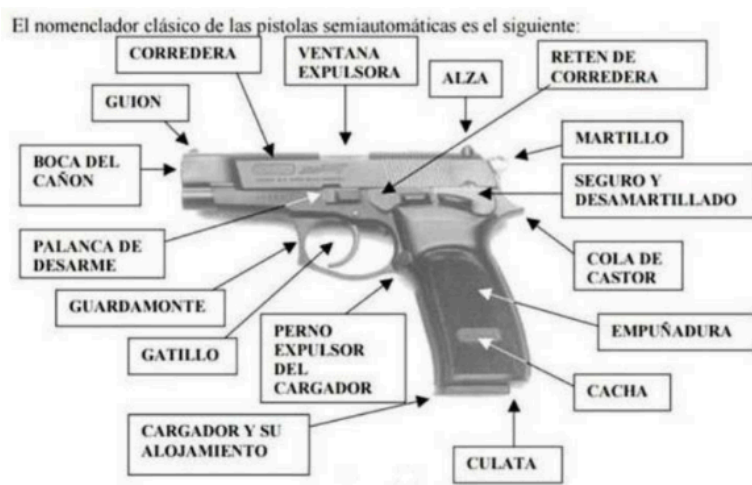 El nomenclador clásico de las pistolas semiautomáticas es el siguiente:
CORREDERA
VENTANA
EXPULSORA
RETEN DE
CORREDERA
ALZA
GUION
MARTILLO
BOCA DEL
CAÑON
SEGURO Y
DESAMARTILLADO
PALANCA DE
DESARME
COLA DE
CASTOR
GUARDAMONTE
PERNO
EXPULSOR
DEL
CARGADOR
EMPUÑADURA
GATILLO
CACHA
CARGADOR Y SU
ALOJAMIENTO
CULATA